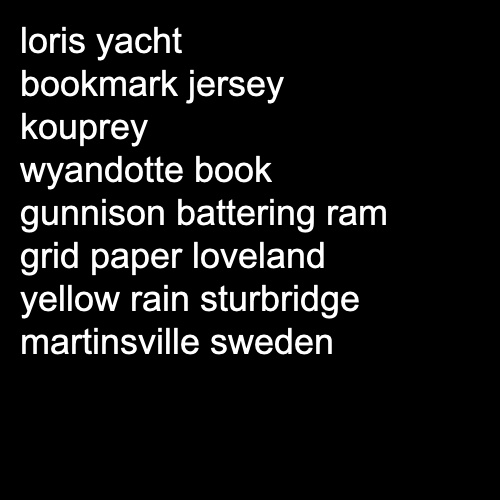 loris yacht
bookmark jersey
kouprey
wyandotte book
gunnison battering ram
grid paper loveland
yellow rain sturbridge
martinsville sweden